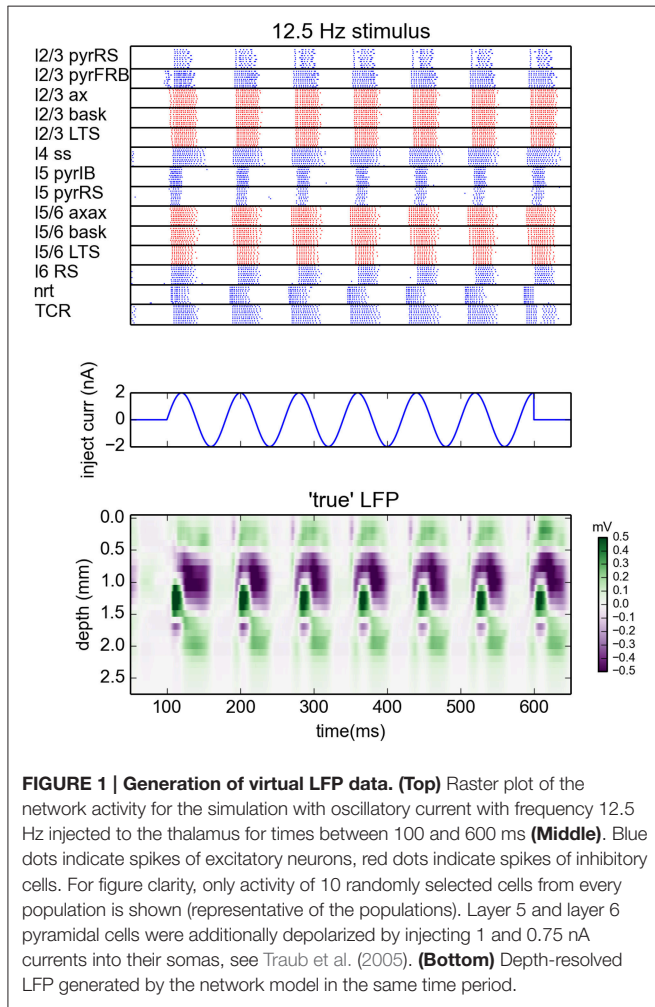 12.5 Hz stimulus
l2/3 pyrRS
l2/3 pyrFRB
l2/3 ax
l2/3 bask
l2/3 LTS
l4 ss
l5 pyrIB
l5 pyrRS
l5/6 axax
l5/6 bask
l5/6 LTS
l6 RS
nrt
TCR
inject curr (nA)
2
0
−2
'true' LFP
depth (mm)
0.0
0.5
1.0
1.5
2.0
2.5
100 200 300 400 500 600
time(ms)
mV
0.5
0.4
0.3
0.2
0.1
0.0
−0.1
−0.2
−0.3
−0.4
−0.5
FIGURE 1 | Generation of virtual LFP data. (Top) Raster plot of the
network activity for the simulation with oscillatory current with frequency 12.5
Hz injected to the thalamus for times between 100 and 600 ms (Middle). Blue
dots indicate spikes of excitatory neurons, red dots indicate spikes of inhibitory
cells. For figure clarity, only activity of 10 randomly selected cells from every
population is shown (representative of the populations). Layer 5 and layer 6
pyramidal cells were additionally depolarized by injecting 1 and 0.75 nA
currents into their somas, see Traub et al. (2005). (Bottom) Depth-resolved
LFP generated by the network model in the same time period.